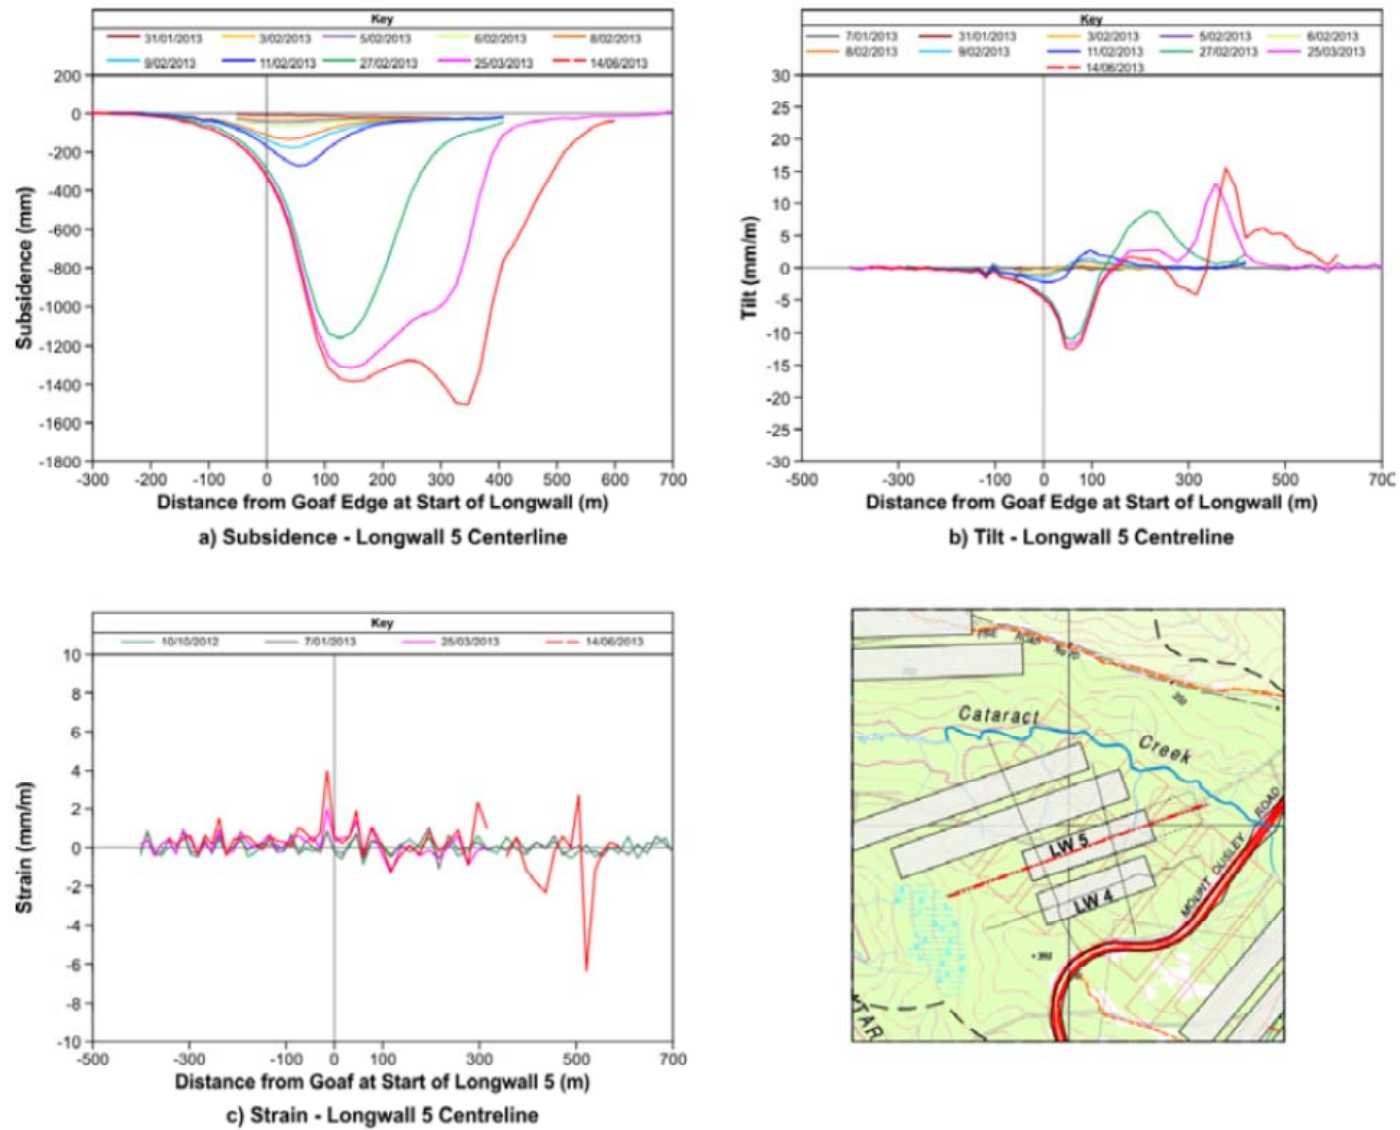 Key
31/01/2013 3/02/2013 5/02/2013 6/02/2013 8/02/2013
9/02/2013 11/02/2013 27/02/2013 25/03/2013 14/06/2013
200
0
-200
-400
-600
-800
-1000
-1200
-1400
-1600
-1800
Subsidence (mm)
-300 -200 -100 0 100 200 300 400 500 600 700
Distance from Goaf Edge at Start of Longwall (m)
a) Subsidence - Longwall 5 Centerline
Key
7/01/2013 31/01/2013 3/02/2013 5/02/2013 6/02/2013
8/02/2013 9/02/2013 11/02/2013 27/02/2013 25/03/2013
14/06/2013
30
25
20
15
10
5
0
-5
-10
-15
-20
-25
-30
Tilt (mm/m)
-500 -300 -100 0 100 300 500 700
Distance from Goaf Edge at Start of Longwall (m)
b) Tilt - Longwall 5 Centreline
Key
10/10/2012 7/01/2013 25/03/2013 14/06/2013
10
8
6
4
2
0
-2
-4
-6
-8
-10
Strain (mm/m)
-500 -300 -100 0 100 300 500 700
Distance from Goaf at Start of Longwall 5 (m)
c) Strain - Longwall 5 Centreline
ROAD
Cataract
Creek
LW 5
LW 4
MOUNT OUSLEY ROAD